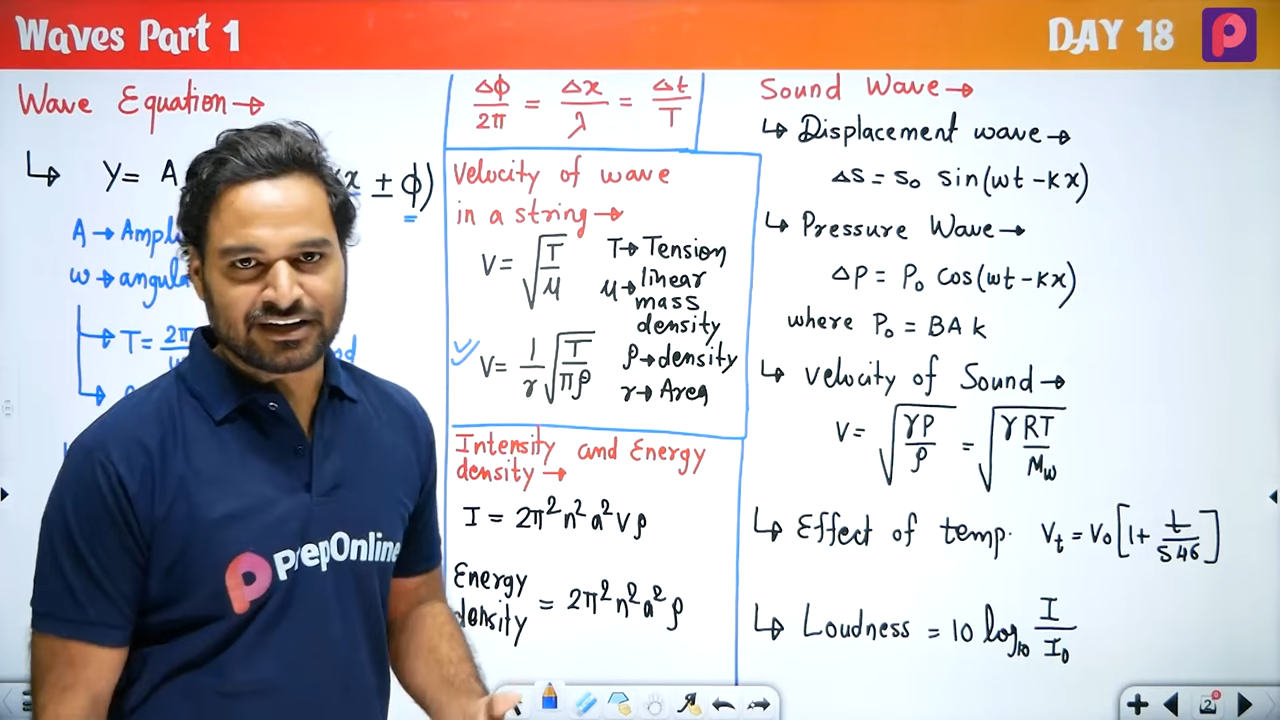 Waves Part 1
DAY 18
Wave Equation →
↳ Y = A x ± ϕ)
A → Ampl
ω → angula
→ T = 2π
Δϕ/2π = Δx/λ = Δt/T
Velocity of wave
in a string →
V = √(T/μ) T → Tension
μ → linear
mass
density
V = 1/r √(T/πρ) ρ → density
r → Area
Intensity and Energy
density →
I = 2π²n²a²vρ
Energy
density = 2π²n²a²ρ
Sound Wave →
↳ Displacement wave →
ΔS = S₀ sin(ωt - kx)
↳ Pressure Wave →
ΔP = P₀ cos(ωt - kx)
where P₀ = BAk
↳ Velocity of Sound →
V = √(γP/ρ) = √(γRT/Mw)
↳ Effect of temp. Vt = V₀[1 + t/546]
↳ Loudness = 10 log₁₀ I/I₀
PrepOnline
2